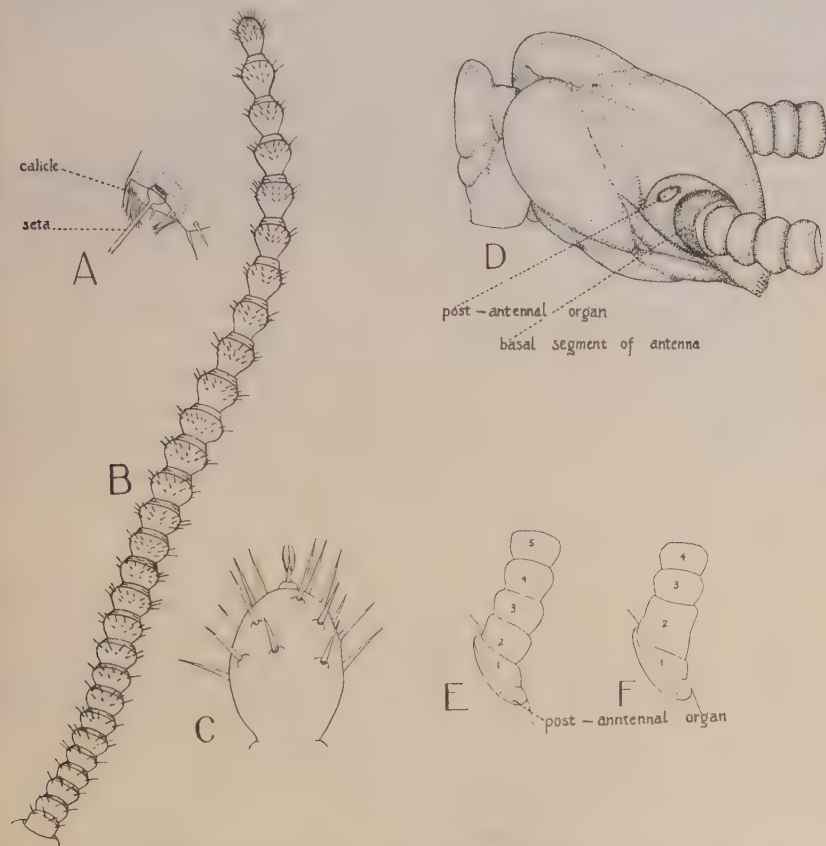 calicle
seta
A
B
C
D
post - antennal organ
basal segment of antenna
5
4
3
2
1
E
4
3
2
1
F
post - anntennal organ